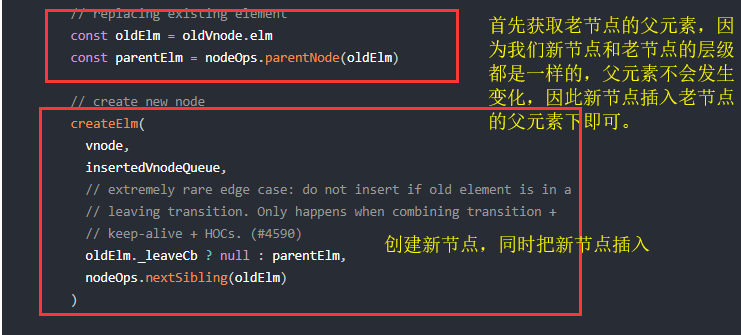 // replacing existing element
const oldElm = oldVnode.elm
const parentElm = nodeOps.parentNode(oldElm)
首先获取老节点的父元素，因
为我们新节点和老节点的层级
都是一样的，父元素不会发生
变化，因此新节点插入老节点
的父元素下即可。
// create new node
createElm(
vnode,
insertedVnodeQueue,
// extremely rare edge case: do not insert if old element is in a
// leaving transition. Only happens when combining transition +
// keep-alive + HOCs. (#4590)
oldElm._leaveCb ? null : parentElm,
nodeOps.nextSibling(oldElm)
)
创建新节点，同时把新节点插入